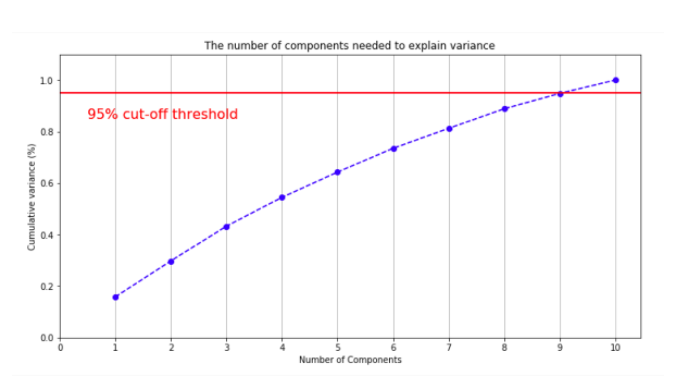 The number of components needed to explain variance
1.0
95% cut-off threshold
0.8
Cumulative variance (%)
0.6
0.4
0.2
0.0
0 1 2 3 4 5 6 7 8 9 10
Number of Components